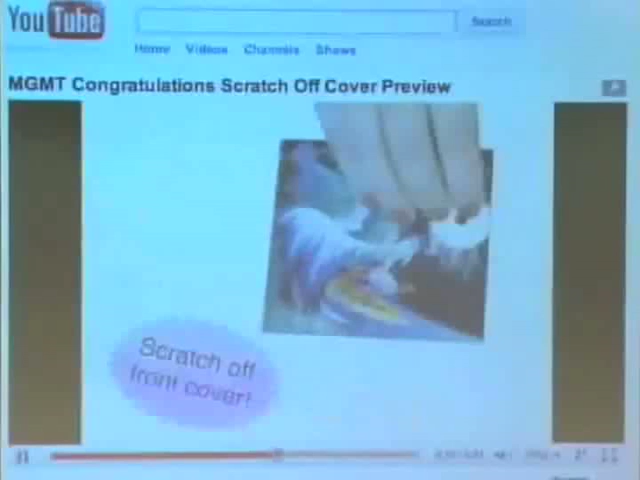 YouTube
Search
Home Videos Channels Shows
MGMT Congratulations Scratch Off Cover Preview
Scratch off
front cover!